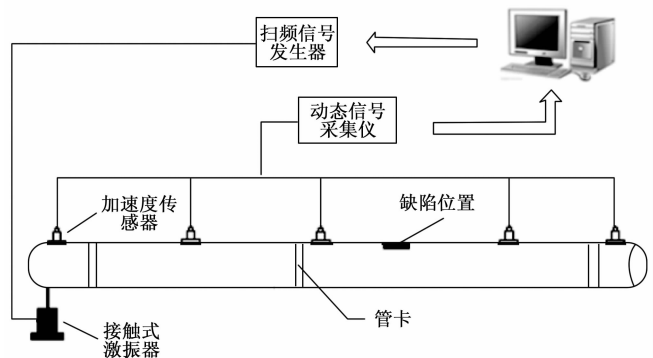 扫频信号
发生器
动态信号
采集仪
加速度传
感器
缺陷位置
管卡
接触式
激振器